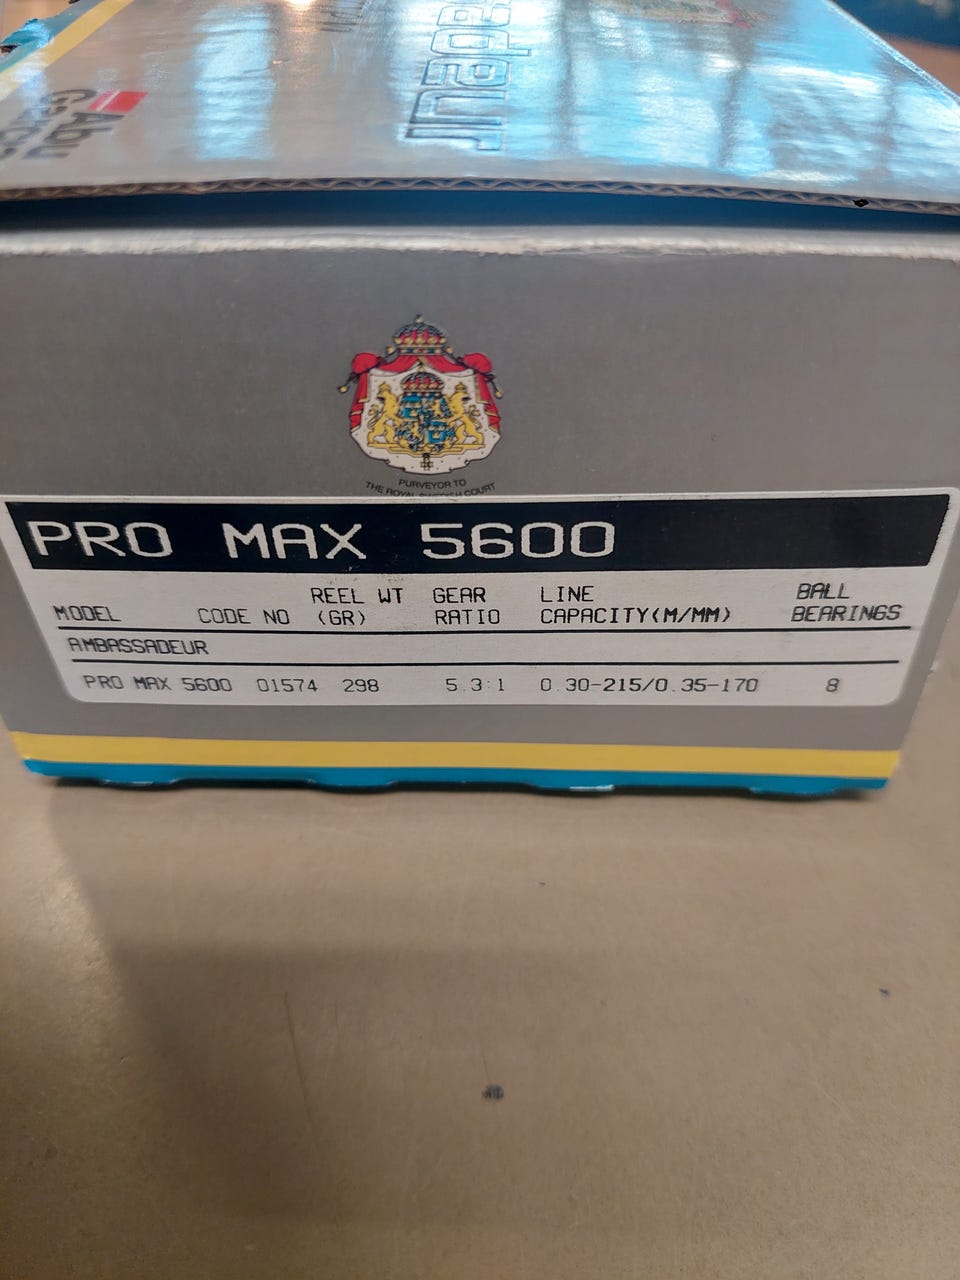 Abu
Garcia
PURVEYOR TO
THE ROYAL SWEDISH COURT
PRO MAX 5600
MODEL CODE NO REEL WT (GR) GEAR RATIO LINE CAPACITY(M/MM) BALL BEARINGS
AMBASSADEUR
PRO MAX 5600 01574 298 5.3:1 0.30-215/0.35-170 8